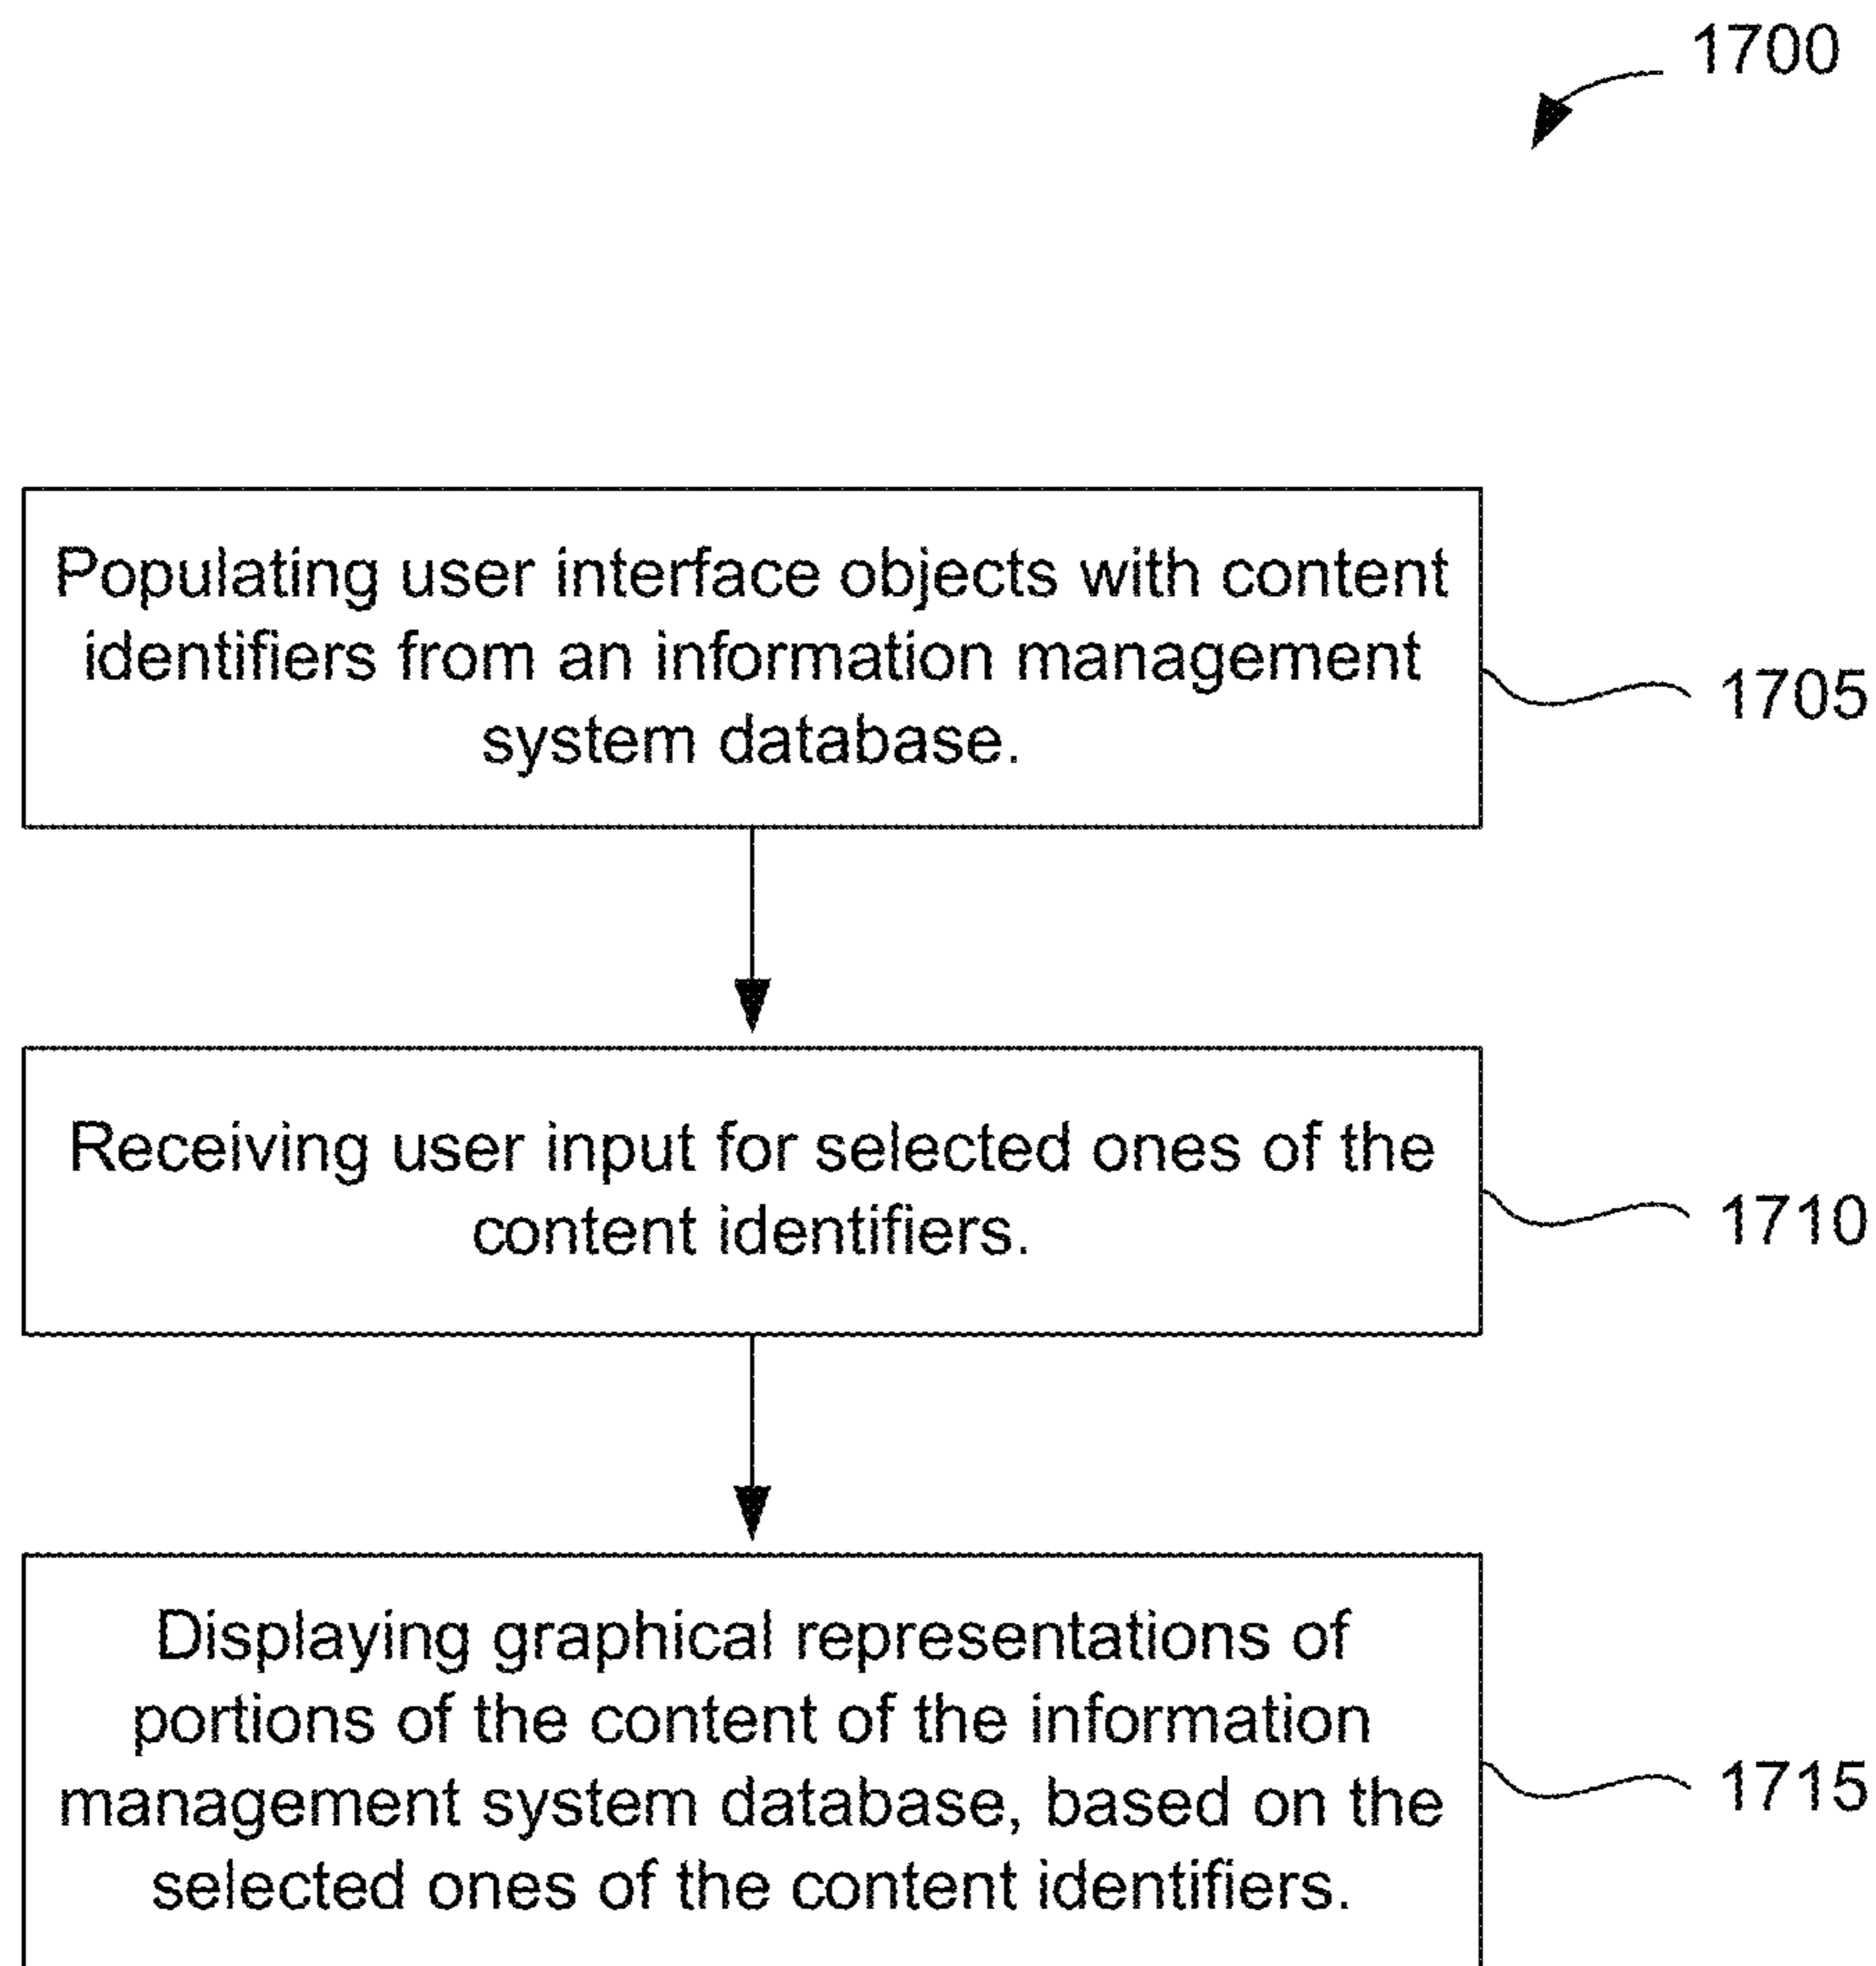 1700
Populating user interface objects with content
identifiers from an information management
system database.
1705
Receiving user input for selected ones of the
content identifiers.
1710
Displaying graphical representations of
portions of the content of the information
management system database, based on the
selected ones of the content identifiers.
1715